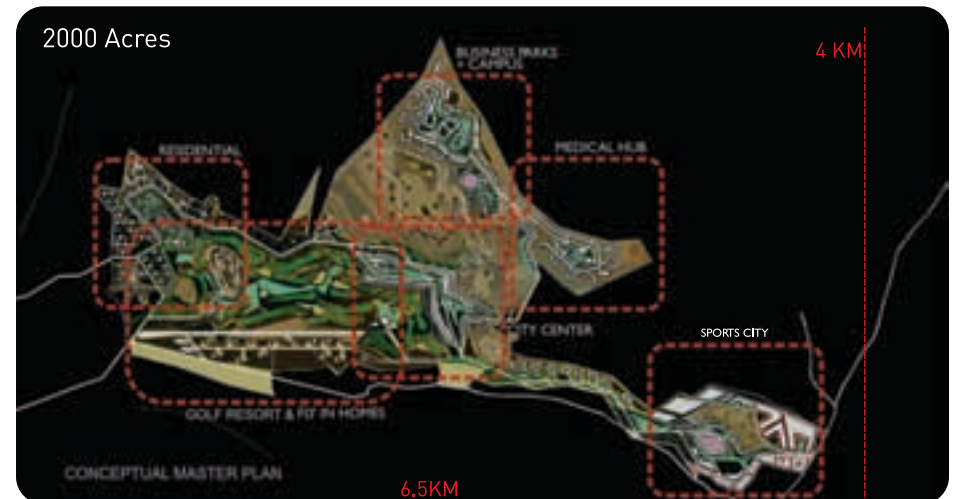 2000 Acres
4 KM
BUSINESS PARKS
+ CAMPUS
RESIDENTIAL
MEDICAL HUB
CITY CENTER
SPORTS CITY
GOLF RESORT & FIT IN HOMES
CONCEPTUAL MASTER PLAN
6.5KM